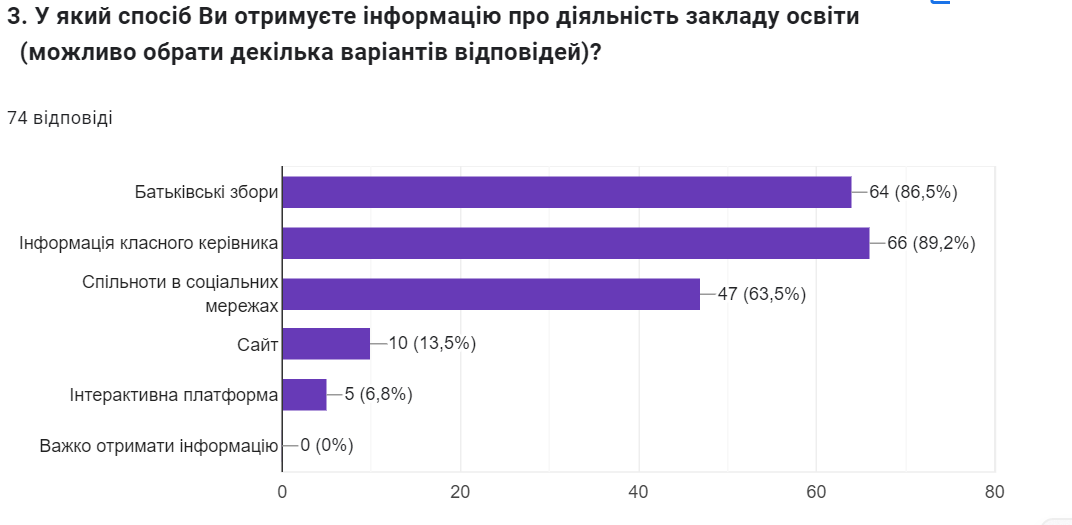 3. У який спосіб Ви отримуєте інформацію про діяльність закладу освіти
(можливо обрати декілька варіантів відповідей)?
74 відповіді
Батьківські збори
64 (86,5%)
Інформація класного керівника
66 (89,2%)
Спільноти в соціальних
мережах
47 (63,5%)
Сайт
10 (13,5%)
Інтерактивна платформа
5 (6,8%)
Важко отримати інформацію
0 (0%)
0
20
40
60
80